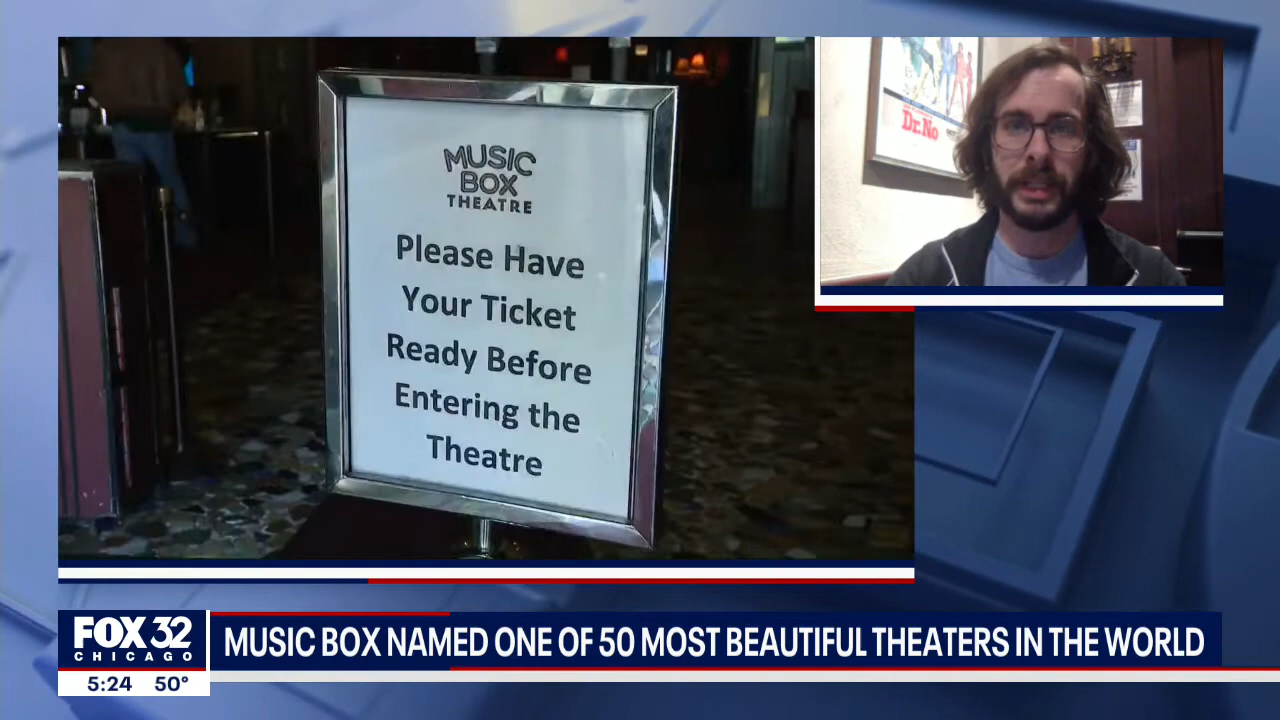 MUSIC
BOX
THEATRE
Please Have
Your Ticket
Ready Before
Entering the
Theatre
Dr. No
FOX 32
CHICAGO
5:24 50°
MUSIC BOX NAMED ONE OF 50 MOST BEAUTIFUL THEATERS IN THE WORLD